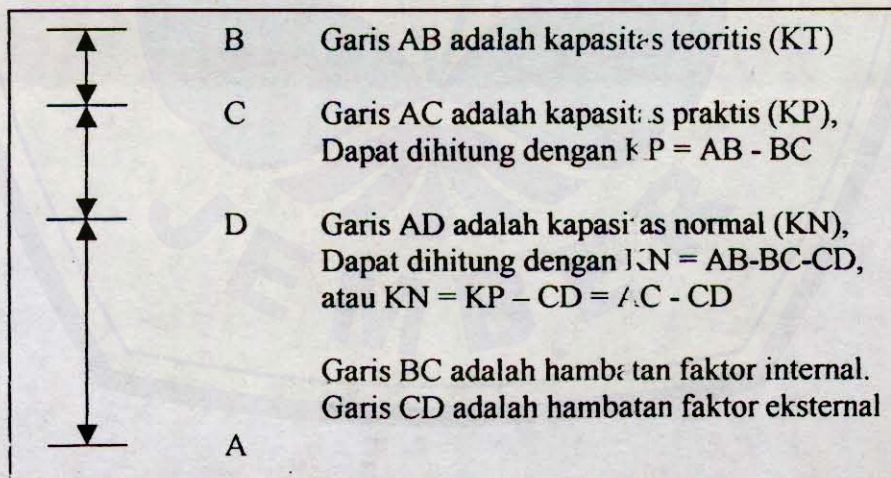 B Garis AB adalah kapasitas teoritis (KT)
C Garis AC adalah kapasitas praktis (KP),
Dapat dihitung dengan KP = AB - BC
D Garis AD adalah kapasitas normal (KN),
Dapat dihitung dengan KN = AB-BC-CD,
atau KN = KP – CD = AC - CD
Garis BC adalah hambatan faktor internal.
Garis CD adalah hambatan faktor eksternal
A